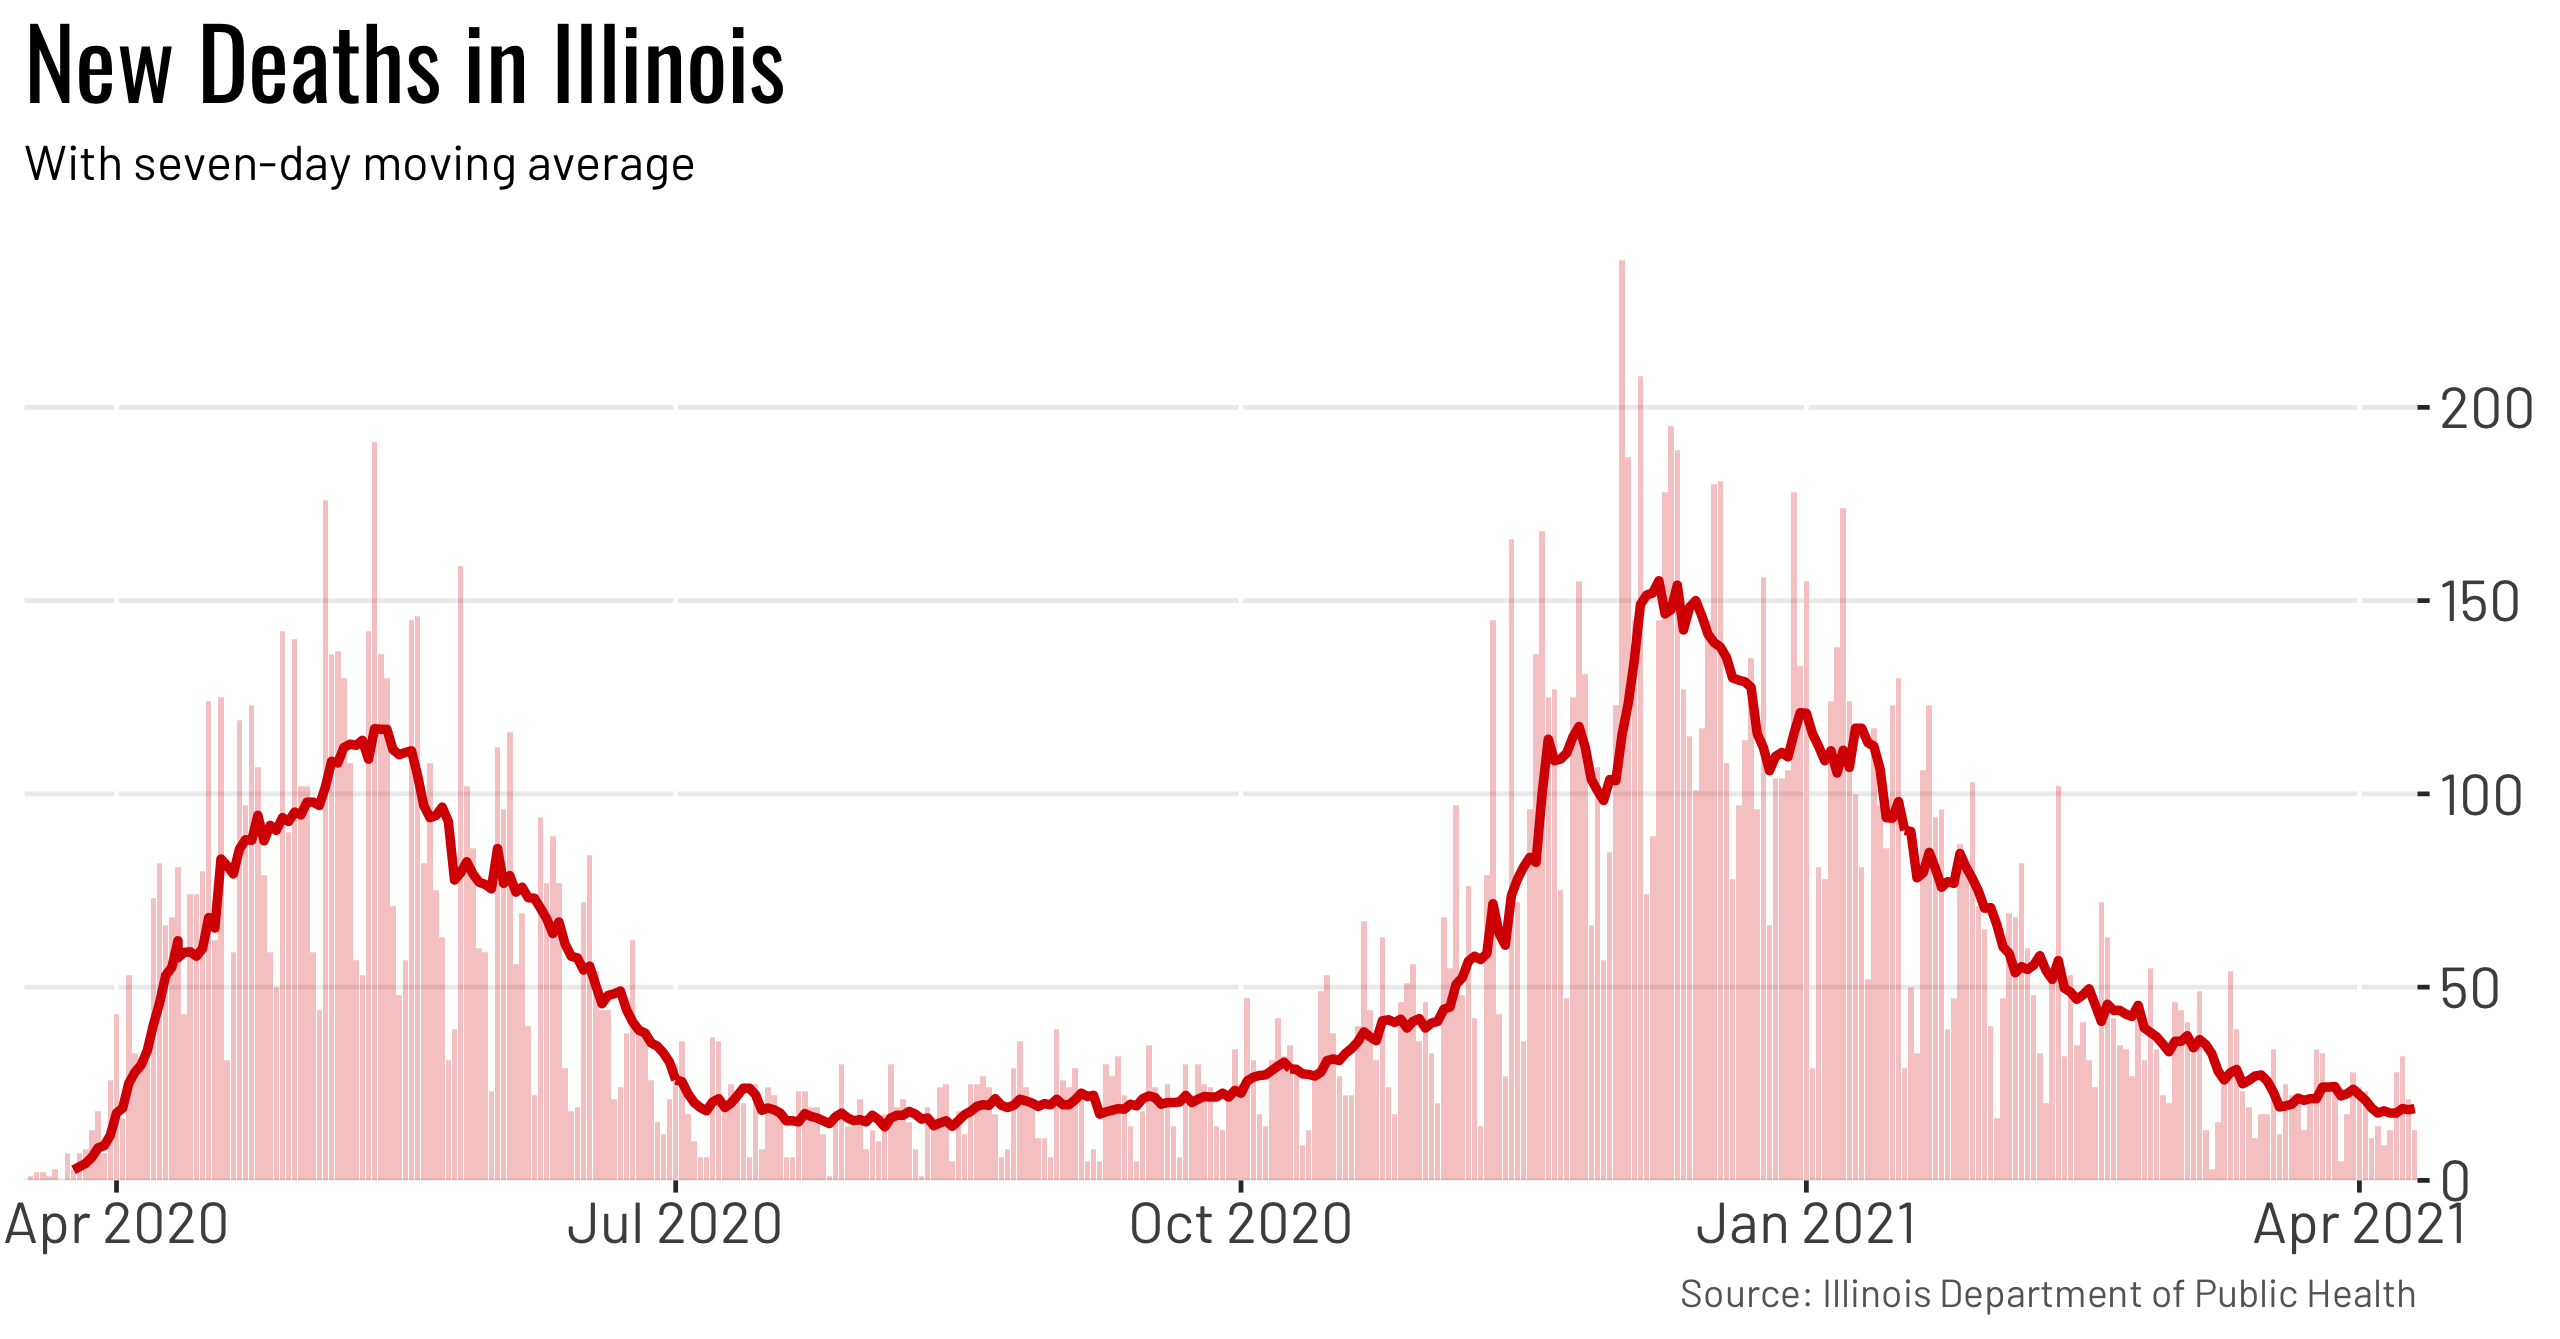 New Deaths in Illinois
With seven-day moving average
200
150
100
50
0
Apr 2020 Jul 2020 Oct 2020 Jan 2021 Apr 2021
Source: Illinois Department of Public Health